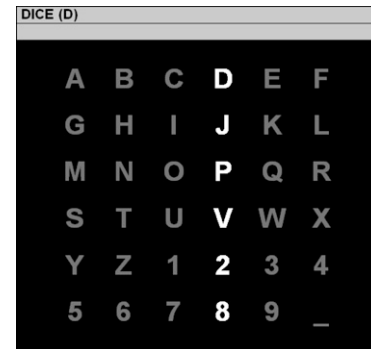 DICE (D)
A B C D E F
G H I J K L
M N O P Q R
S T U V W X
Y Z 1 2 3 4
5 6 7 8 9 _